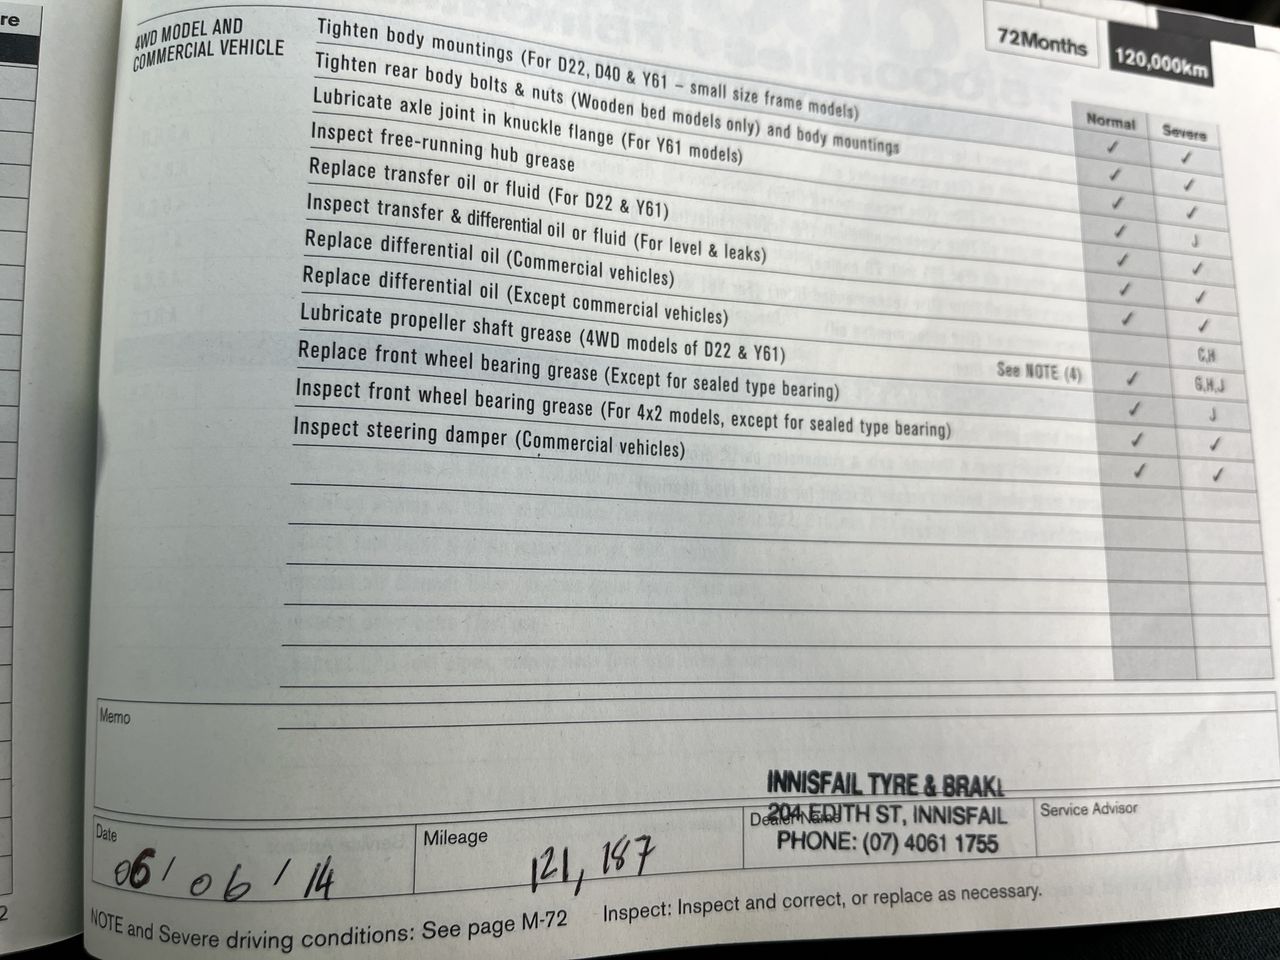 re
72Months
120,000km
4WD MODEL AND
COMMERCIAL VEHICLE
Normal Severe
Tighten body mountings (For D22, D40 & Y61 – small size frame models) ✓ ✓
Tighten rear body bolts & nuts (Wooden bed models only) and body mountings ✓ ✓
Lubricate axle joint in knuckle flange (For Y61 models) ✓ ✓
Inspect free-running hub grease ✓ J
Replace transfer oil or fluid (For D22 & Y61) ✓ ✓
Inspect transfer & differential oil or fluid (For level & leaks) ✓ ✓
Replace differential oil (Commercial vehicles) ✓ ✓
Replace differential oil (Except commercial vehicles) G,H
Lubricate propeller shaft grease (4WD models of D22 & Y61) See NOTE (4) ✓ G,H,J
Replace front wheel bearing grease (Except for sealed type bearing) ✓ J
Inspect front wheel bearing grease (For 4x2 models, except for sealed type bearing) ✓ ✓
Inspect steering damper (Commercial vehicles) ✓ ✓
Memo
Date
06/06/14
Mileage
121,187
Dealer Name
INNISFAIL TYRE & BRAKE
204 EDITH ST, INNISFAIL
PHONE: (07) 4061 1755
Service Advisor
NOTE and Severe driving conditions: See page M-72 Inspect: Inspect and correct, or replace as necessary.
2